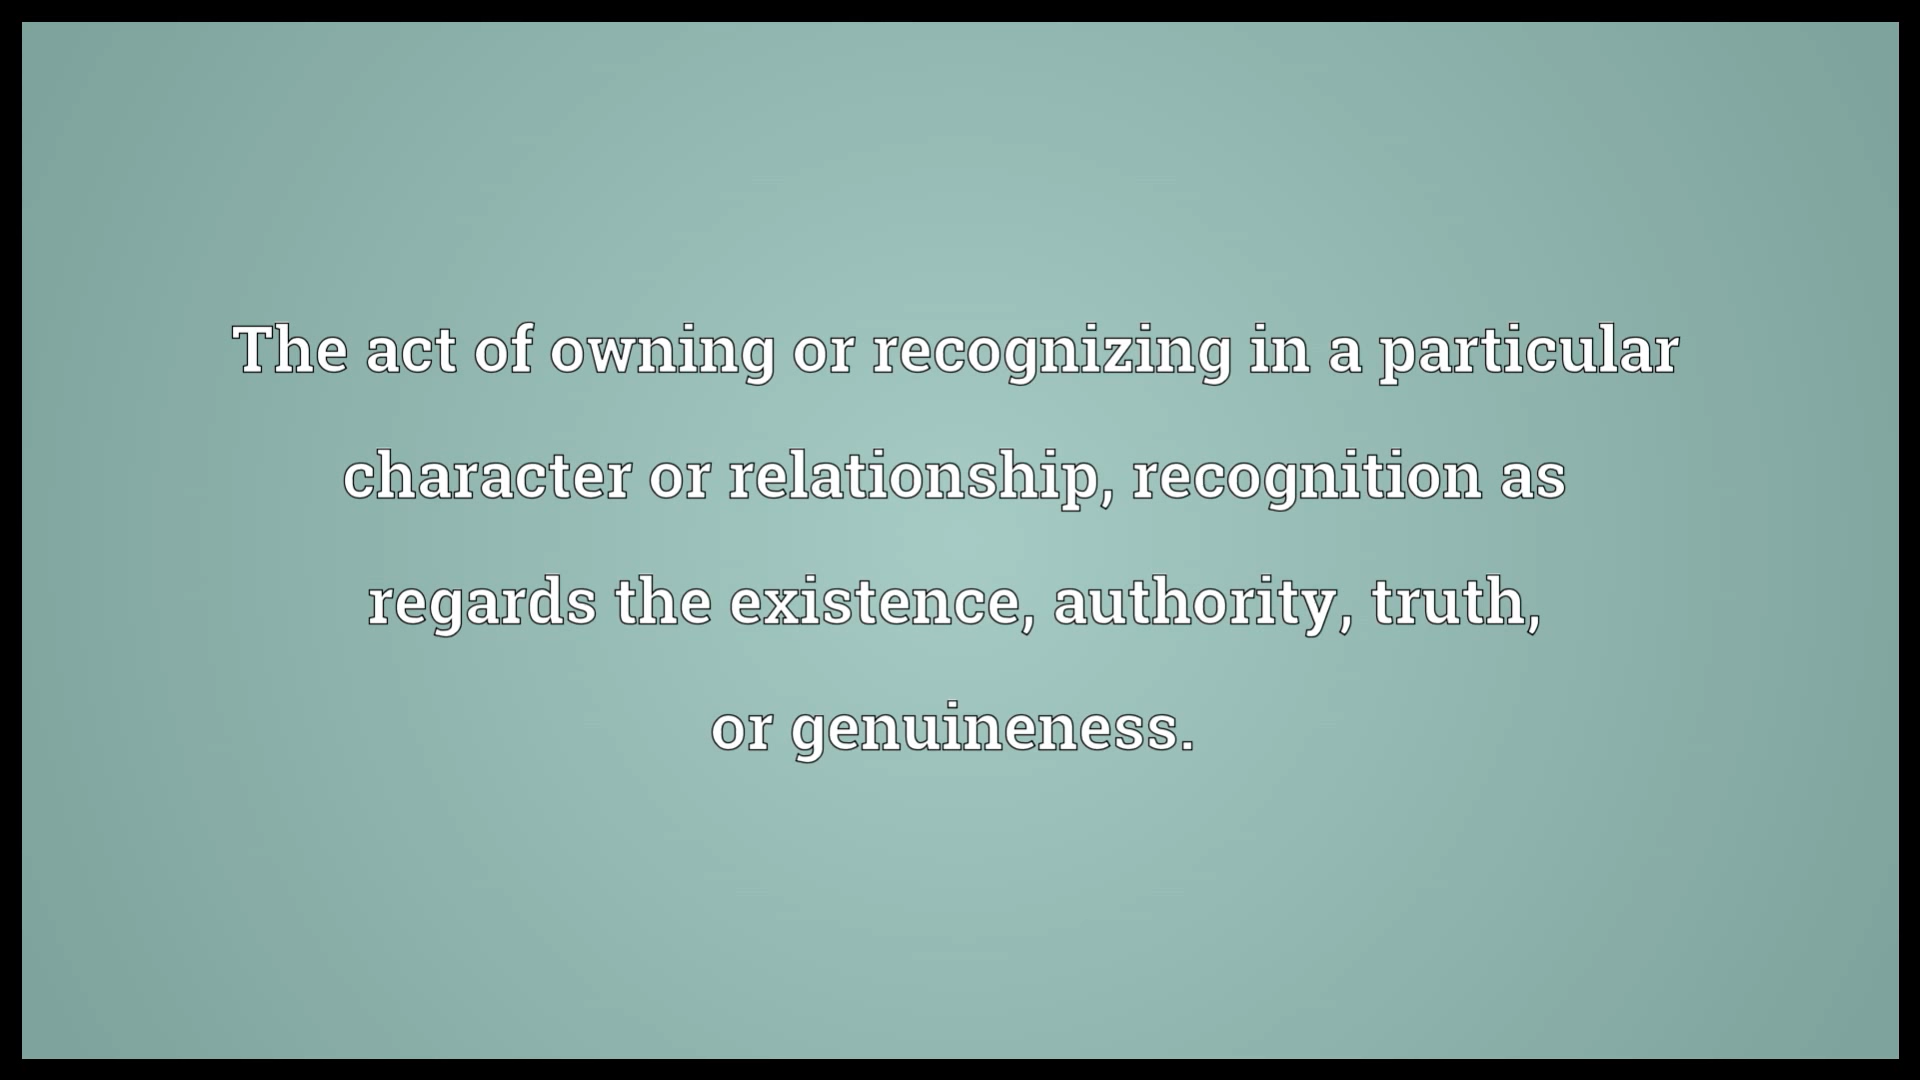 The act of owning or recognizing in a particular
character or relationship, recognition as
regards the existence, authority, truth,
or genuineness.